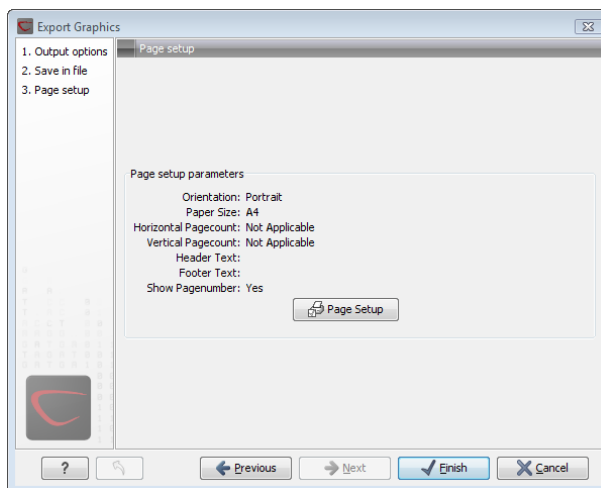 Export Graphics
1. Output options
2. Save in file
3. Page setup
Page setup
Page setup parameters
Orientation: Portrait
Paper Size: A4
Horizontal Pagecount: Not Applicable
Vertical Pagecount: Not Applicable
Header Text:
Footer Text:
Show Pagenumber: Yes
Page Setup
? Previous Next Finish Cancel